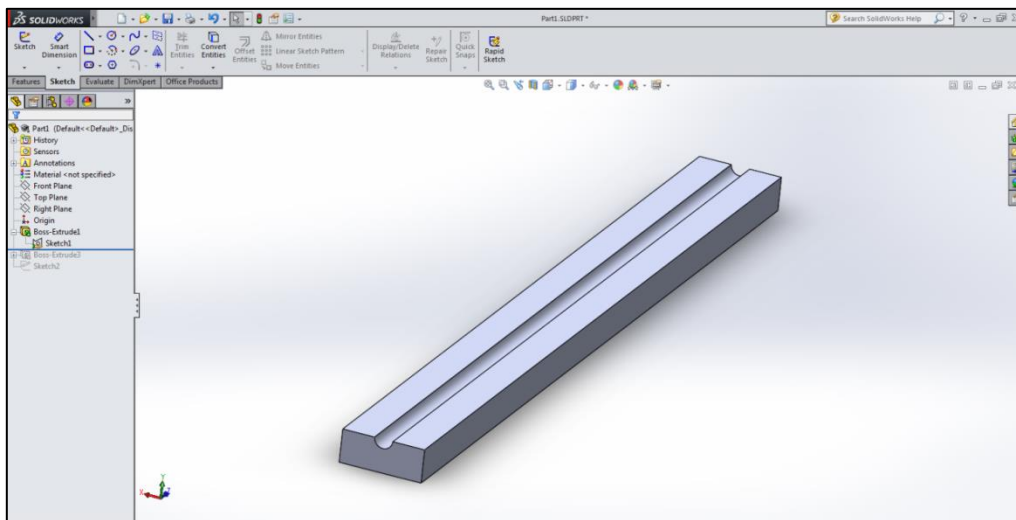 SOLIDWORKS
Part1.SLDPRT *
Search SolidWorks Help
Sketch
Smart Dimension
Trim Entities
Convert Entities
Offset Entities
Mirror Entities
Linear Sketch Pattern
Move Entities
Display/Delete Relations
Repair Sketch
Quick Snaps
Rapid Sketch
Features Sketch Evaluate DimXpert Office Products
Part1 (Default<<Default>_Dis
History
Sensors
Annotations
Material <not specified>
Front Plane
Top Plane
Right Plane
Origin
Boss-Extrude1
Sketch1
Boss-Extrude3
Sketch2
Y
X
Z